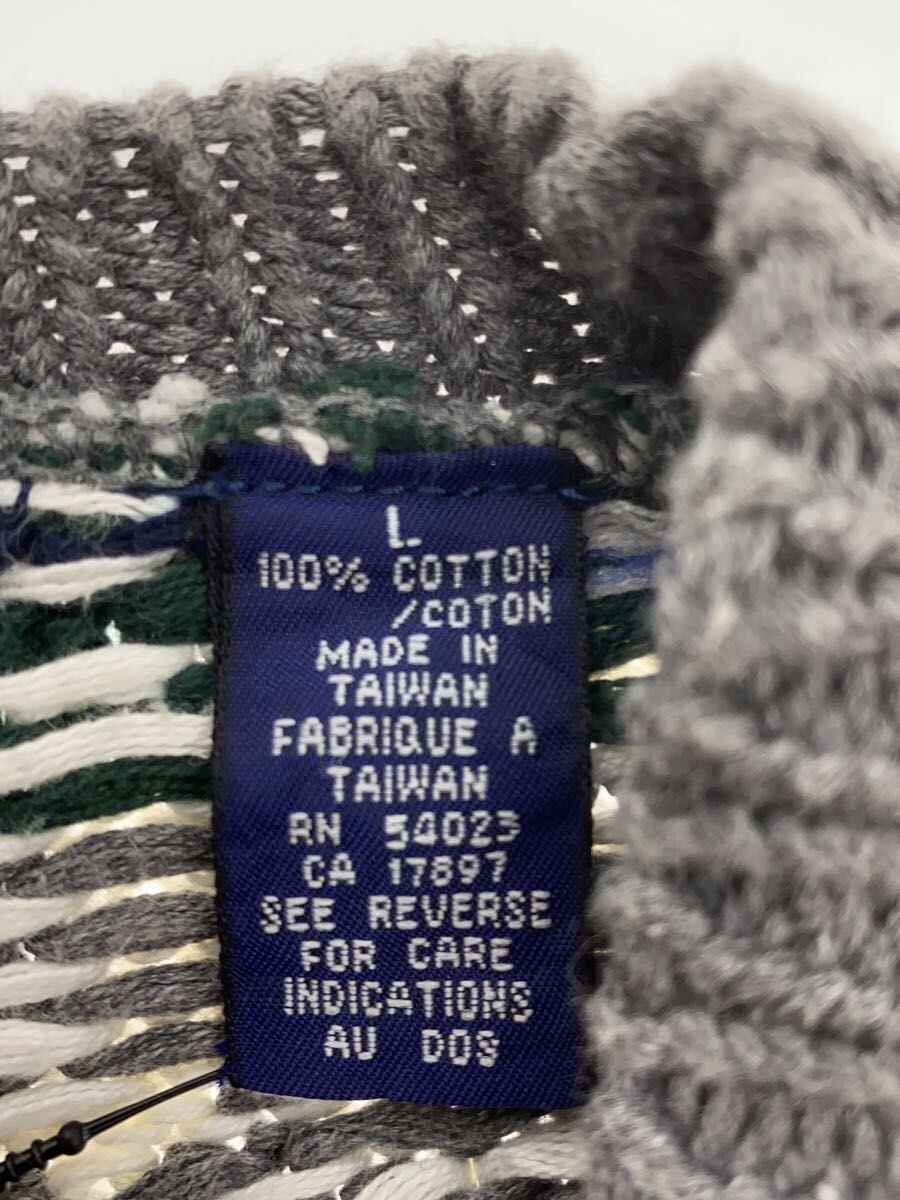 L
100% COTTON
/COTON
MADE IN
TAIWAN
FABRIQUE A
TAIWAN
RN 54023
CA 17897
SEE REVERSE
FOR CARE
INDICATIONS
AU DOS